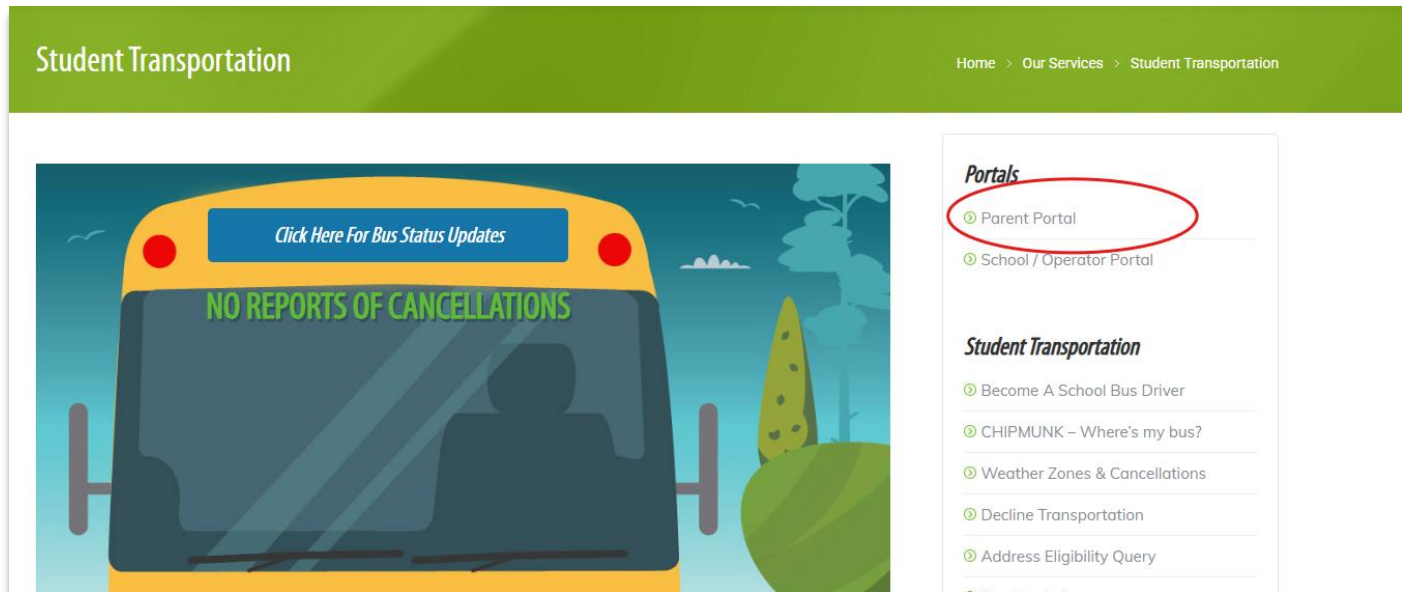 Student Transportation
Home > Our Services > Student Transportation
Click Here For Bus Status Updates
NO REPORTS OF CANCELLATIONS
Portals
Parent Portal
School / Operator Portal
Student Transportation
Become A School Bus Driver
CHIPMUNK – Where's my bus?
Weather Zones & Cancellations
Decline Transportation
Address Eligibility Query